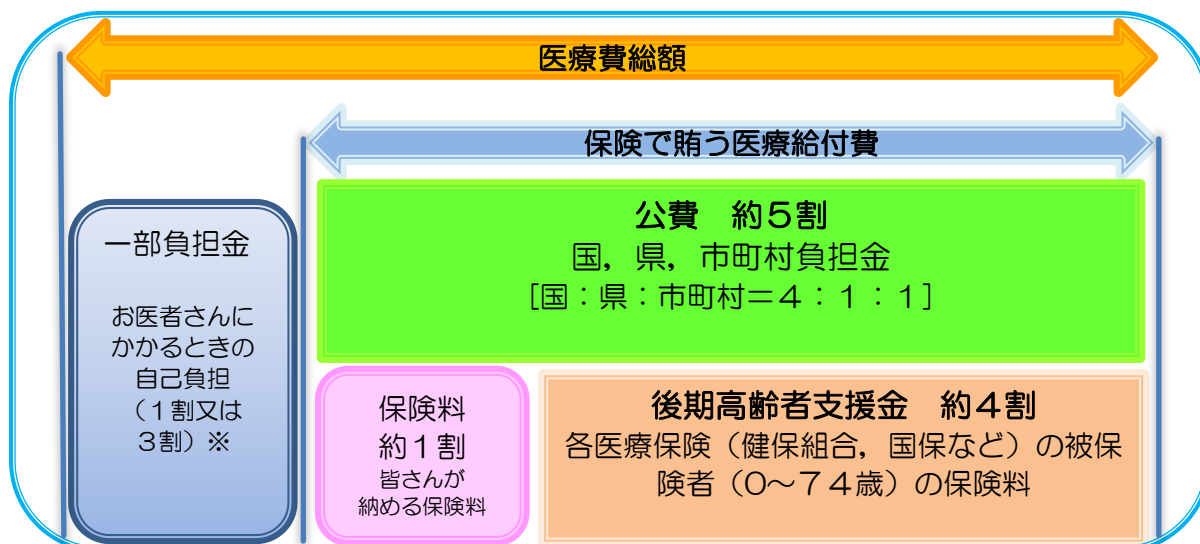 医療費総額
保険で賄う医療給付費
一部負担金
お医者さんに
かかるときの
自己負担
（１割又は
３割）※
公費　約５割
国，県，市町村負担金
［国：県：市町村＝４：１：１］
保険料
約１割
皆さんが
納める保険料
後期高齢者支援金　約４割
各医療保険（健保組合，国保など）の被保
険者（０～７４歳）の保険料